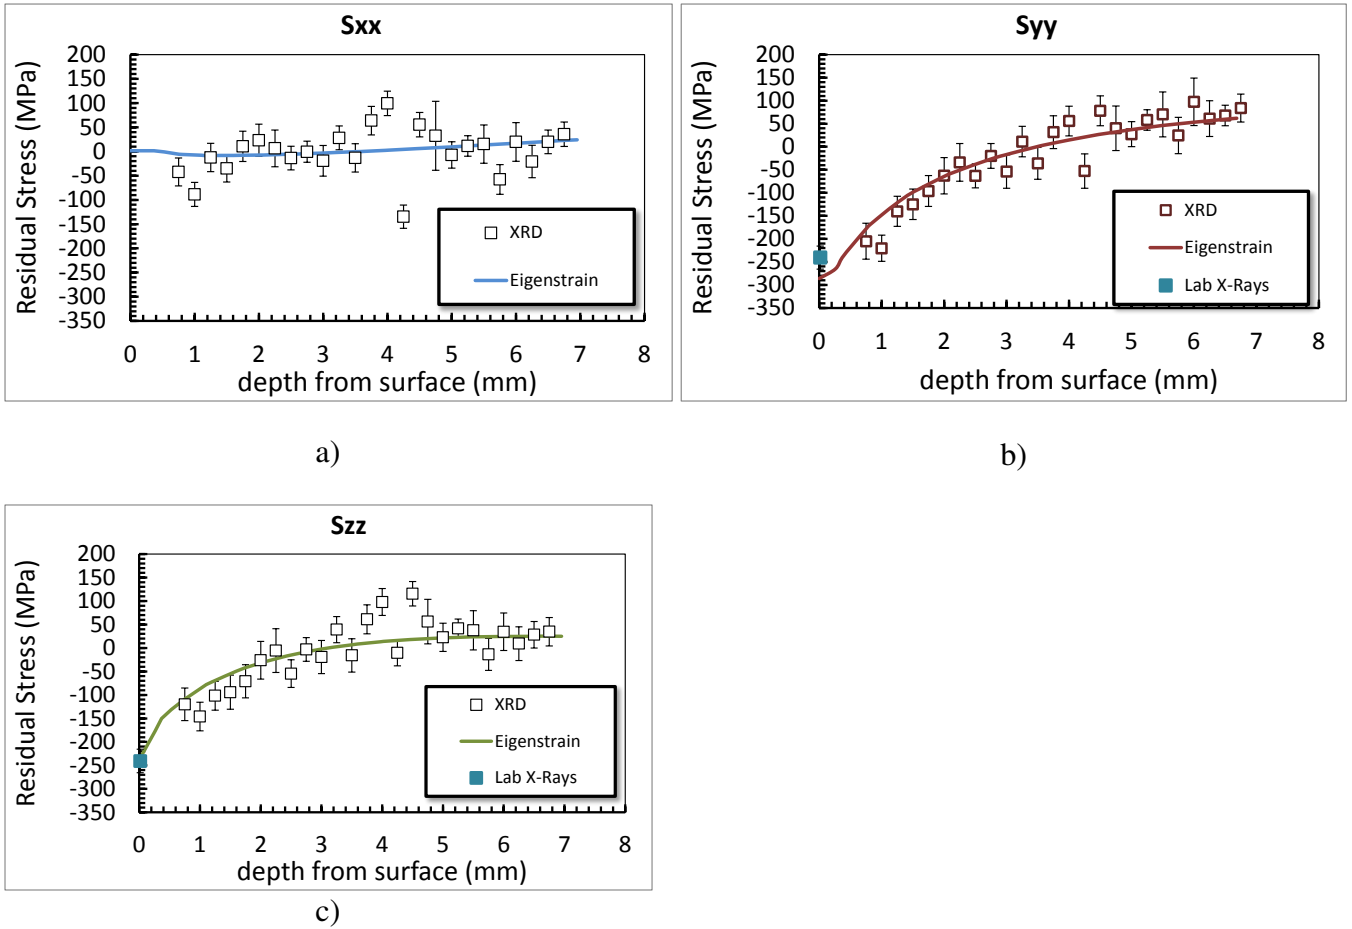 Sxx
Residual Stress (MPa)
200
150
100
50
0
-50
-100
-150
-200
-250
-300
-350
XRD
Eigenstrain
0 1 2 3 4 5 6 7 8
depth from surface (mm)
a)
Syy
Residual Stress (MPa)
200
150
100
50
0
-50
-100
-150
-200
-250
-300
-350
XRD
Eigenstrain
Lab X-Rays
0 1 2 3 4 5 6 7 8
depth from surface (mm)
b)
Szz
Residual Stress (MPa)
200
150
100
50
0
-50
-100
-150
-200
-250
-300
-350
XRD
Eigenstrain
Lab X-Rays
0 1 2 3 4 5 6 7 8
depth from surface (mm)
c)